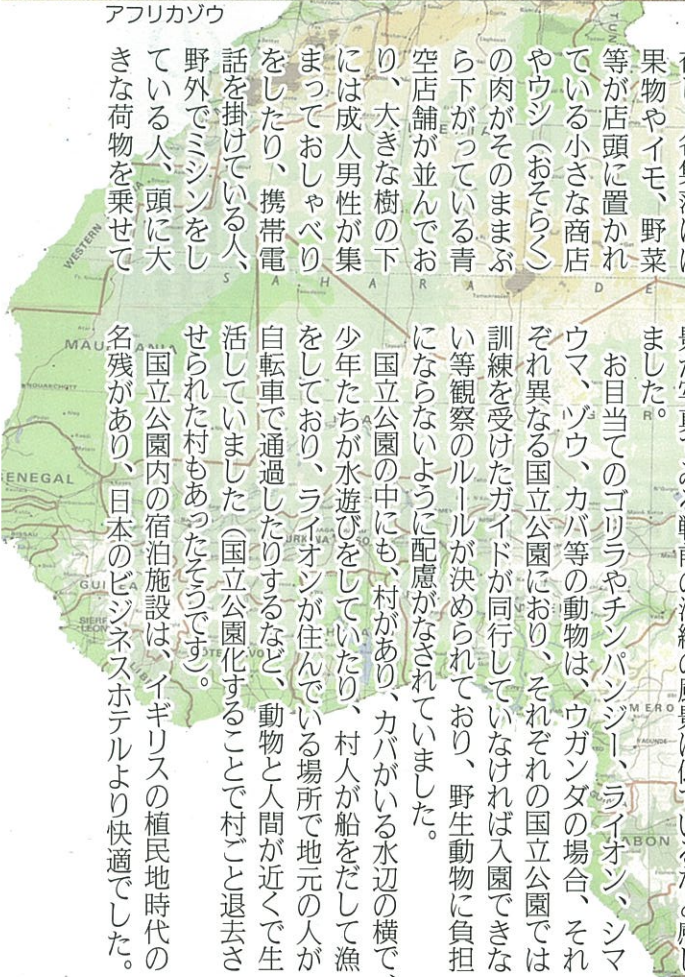 果物やイモ、野菜
等が店頭に置かれ
ている小さな商店
やウシ（おそらく）
の肉がそのままぶ
ら下がっている青
空店舗が並んでお
り、大きな樹の下
には成人男性が集
まっておしゃべり
をしたり、携帯電
話を掛けている人、
野外でミシンをし
ている人、頭に大
きな荷物を乗せて
ました。
お目当てのゴリラやチンパンジー、ライオン、シマ
ウマ、ゾウ、カバ等の動物は、ウガンダの場合、それ
ぞれ異なる国立公園におり、それぞれの国立公園では
訓練を受けたガイドが同行していなければ入園できな
い等観察のルールが決められており、野生動物に負担
にならないように配慮がなされていました。
国立公園の中にも、村があり、カバがいる水辺の横で、
少年たちが水遊びをしていたり、村人が船をだして漁
をしており、ライオンが住んでいる場所で地元の人が
自転車で通過したりするなど、動物と人間が近くで生
活していました（国立公園化することで村ごと退去さ
せられた村もあったそうです）。
国立公園内の宿泊施設は、イギリスの植民地時代の
名残があり、日本のビジネスホテルより快適でした。
アフリカゾウ
WESTERN
SAHARA
NOUAKCHOTT
ENEGAL
MERO
YAOUNDE
ABON